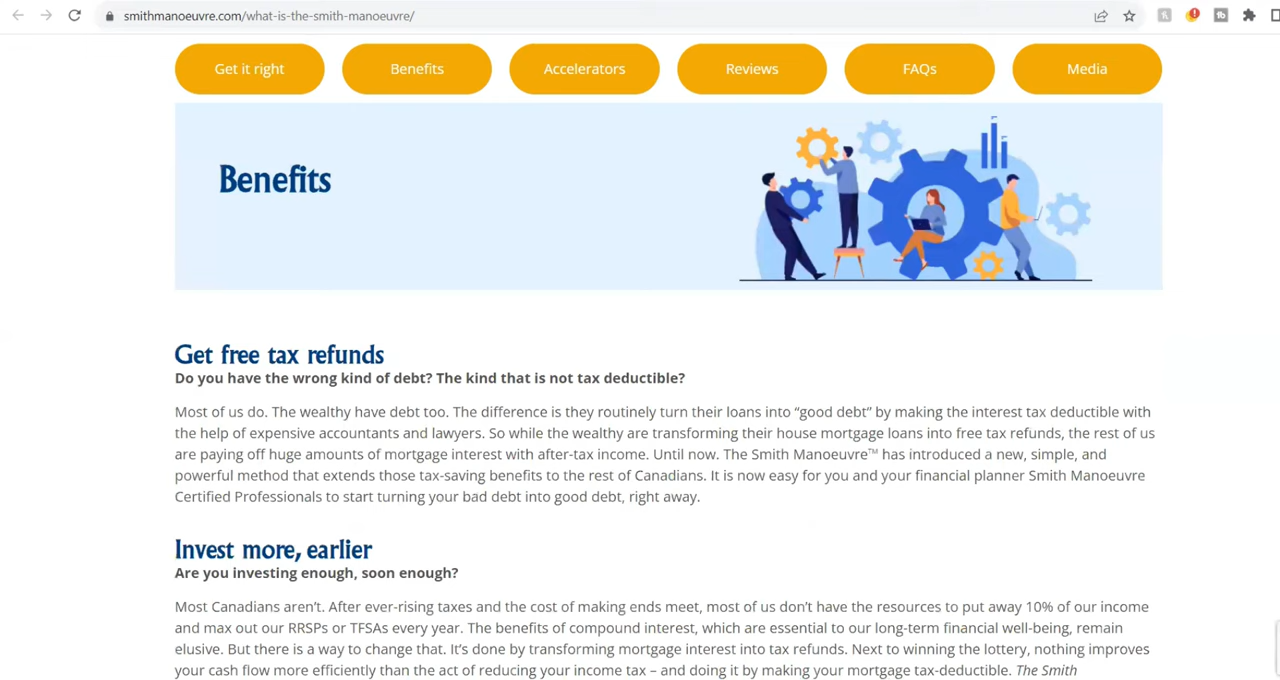 smithmanoeuvre.com/what-is-the-smith-manoeuvre/
Get it right
Benefits
Accelerators
Reviews
FAQs
Media
Benefits
Get free tax refunds
Do you have the wrong kind of debt? The kind that is not tax deductible?
Most of us do. The wealthy have debt too. The difference is they routinely turn their loans into “good debt” by making the interest tax deductible with
the help of expensive accountants and lawyers. So while the wealthy are transforming their house mortgage loans into free tax refunds, the rest of us
are paying off huge amounts of mortgage interest with after-tax income. Until now. The Smith Manoeuvre™ has introduced a new, simple, and
powerful method that extends those tax-saving benefits to the rest of Canadians. It is now easy for you and your financial planner Smith Manoeuvre
Certified Professionals to start turning your bad debt into good debt, right away.
Invest more, earlier
Are you investing enough, soon enough?
Most Canadians aren’t. After ever-rising taxes and the cost of making ends meet, most of us don’t have the resources to put away 10% of our income
and max out our RRSPs or TFSAs every year. The benefits of compound interest, which are essential to our long-term financial well-being, remain
elusive. But there is a way to change that. It’s done by transforming mortgage interest into tax refunds. Next to winning the lottery, nothing improves
your cash flow more efficiently than the act of reducing your income tax – and doing it by making your mortgage tax-deductible. The Smith